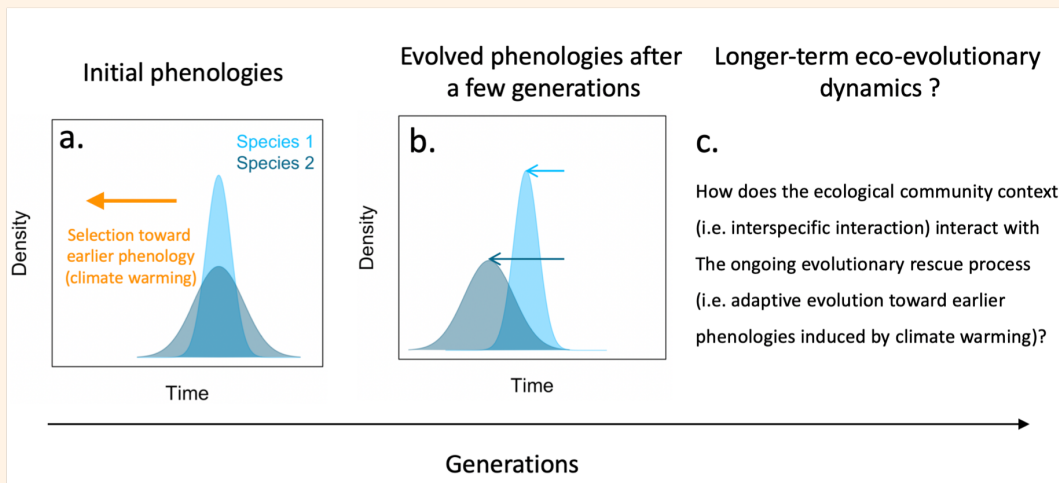 Initial phenologies
Evolved phenologies after
a few generations
Longer-term eco-evolutionary
dynamics ?
a.
Species 1
Species 2
Selection toward
earlier phenology
(climate warming)
Density
Time
b.
Density
Time
c.
How does the ecological community context
(i.e. interspecific interaction) interact with
The ongoing evolutionary rescue process
(i.e. adaptive evolution toward earlier
phenologies induced by climate warming)?
Generations